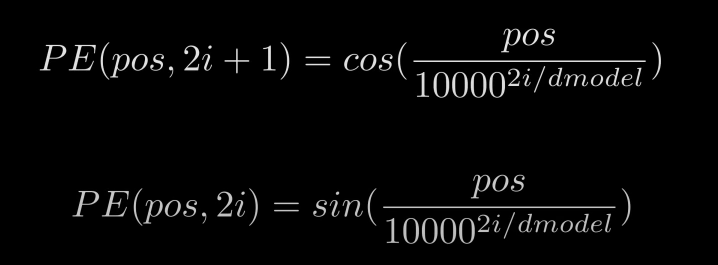 PE(pos, 2i + 1) = cos(pos / 10000^{2i/dmodel})
PE(pos, 2i) = sin(pos / 10000^{2i/dmodel})